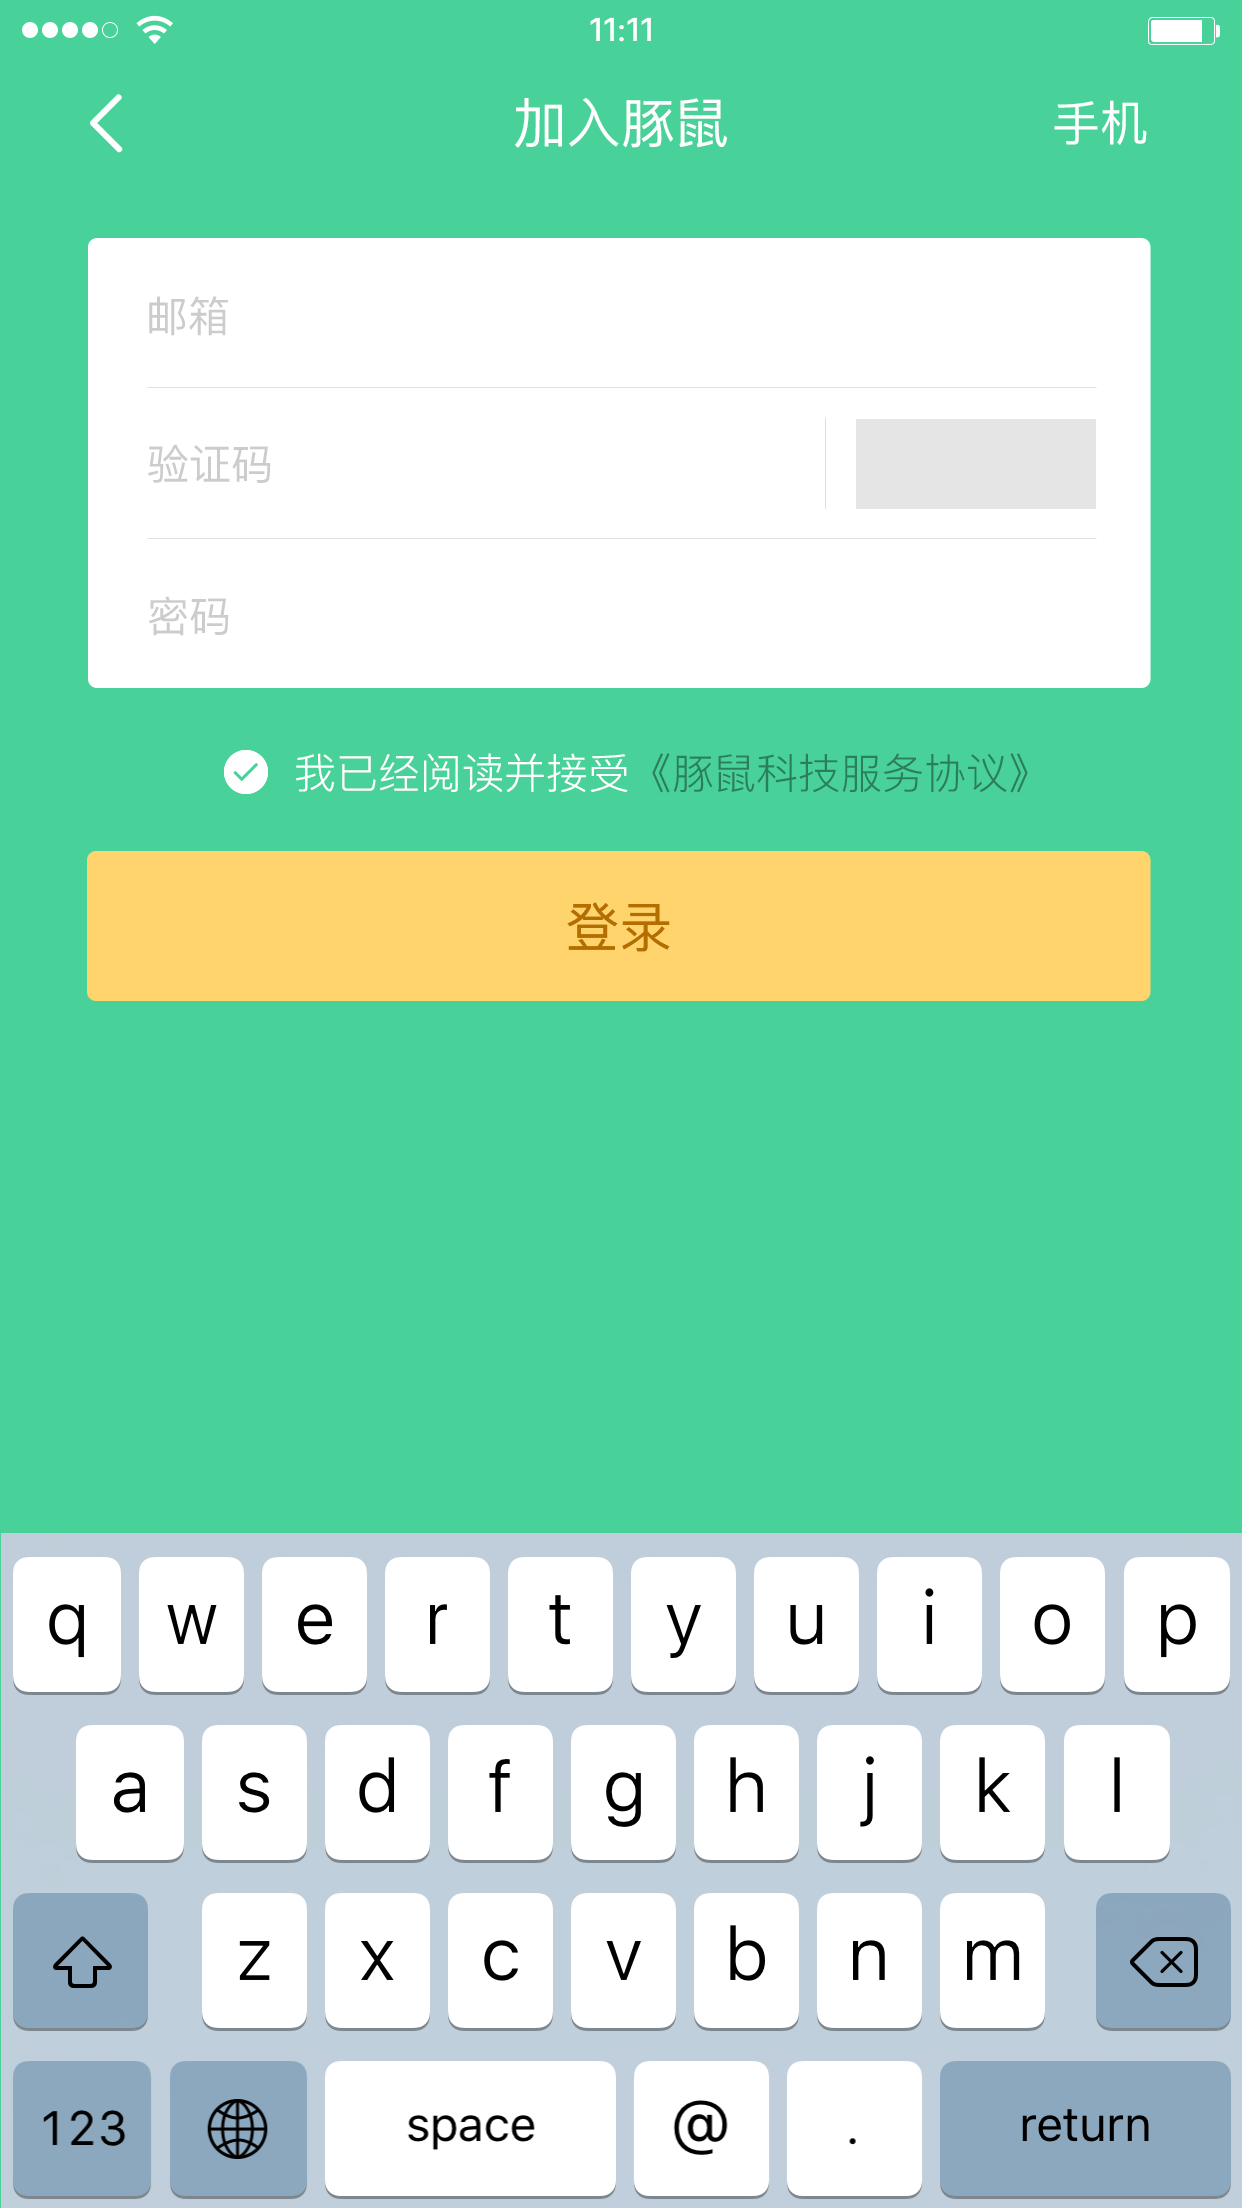 11:11
加入豚鼠 手机
邮箱
验证码
密码
我已经阅读并接受《豚鼠科技服务协议》
登录
q w e r t y u i o p
a s d f g h j k l
z x c v b n m
123 space @ . return